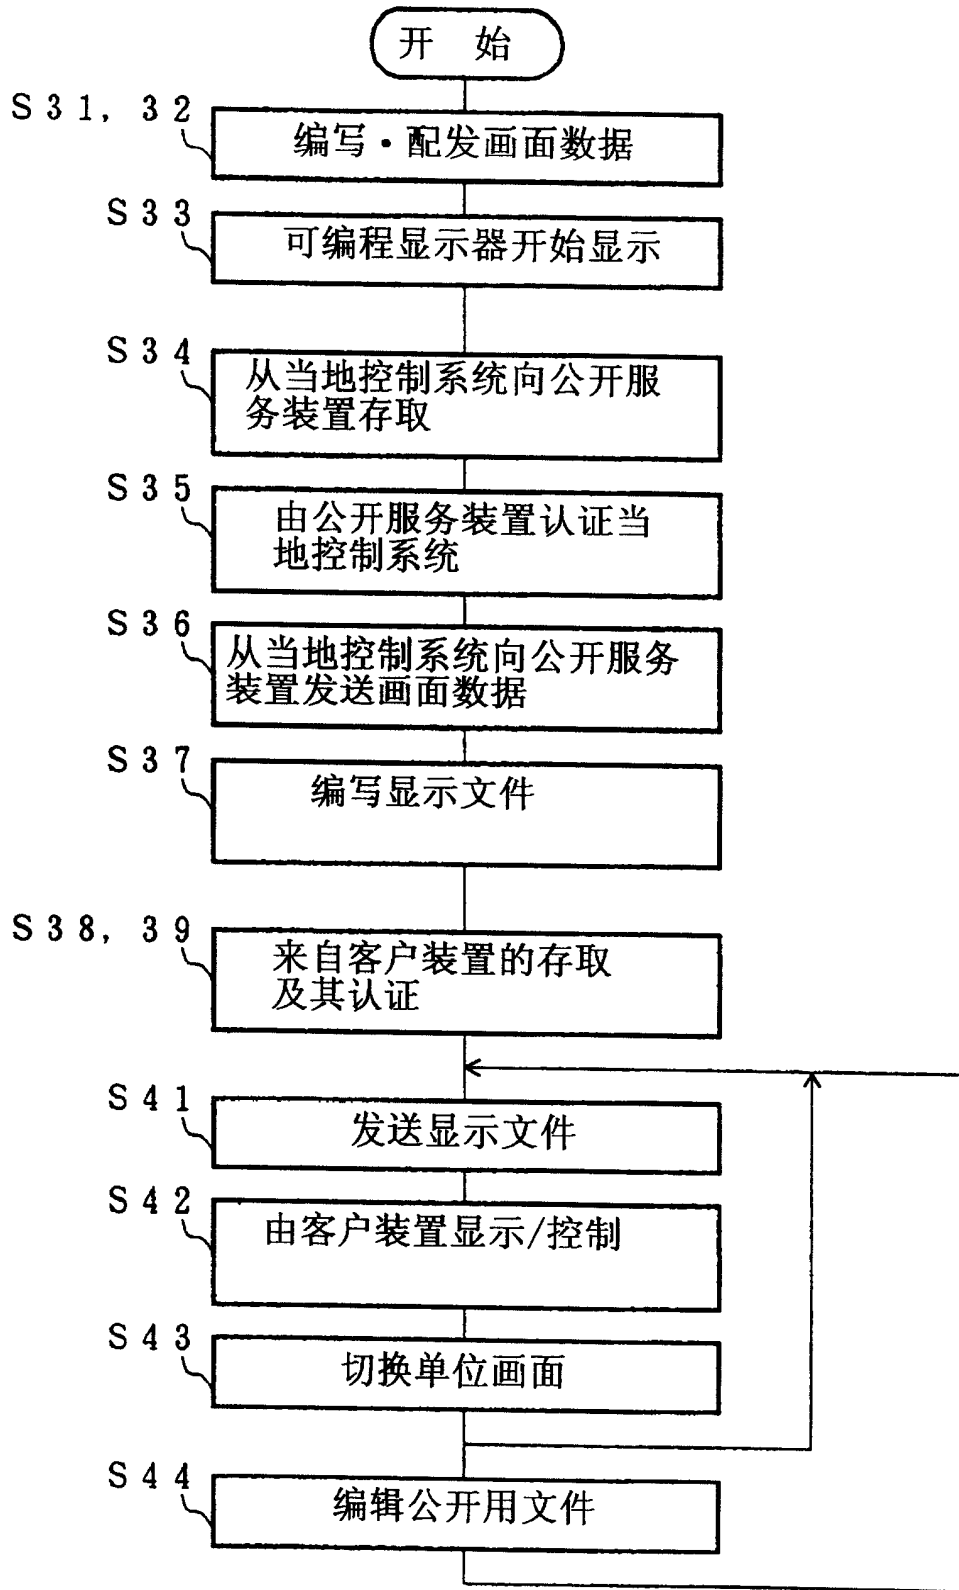 开 始
S31, 32
编写·配发画面数据
S33
可编程显示器开始显示
S34
从当地控制系统向公开服
务装置存取
S35
由公开服务装置认证当
地控制系统
S36
从当地控制系统向公开服务
装置发送画面数据
S37
编写显示文件
S38, 39
来自客户装置的存取
及其认证
S41
发送显示文件
S42
由客户装置显示/控制
S43
切换单位画面
S44
编辑公开用文件